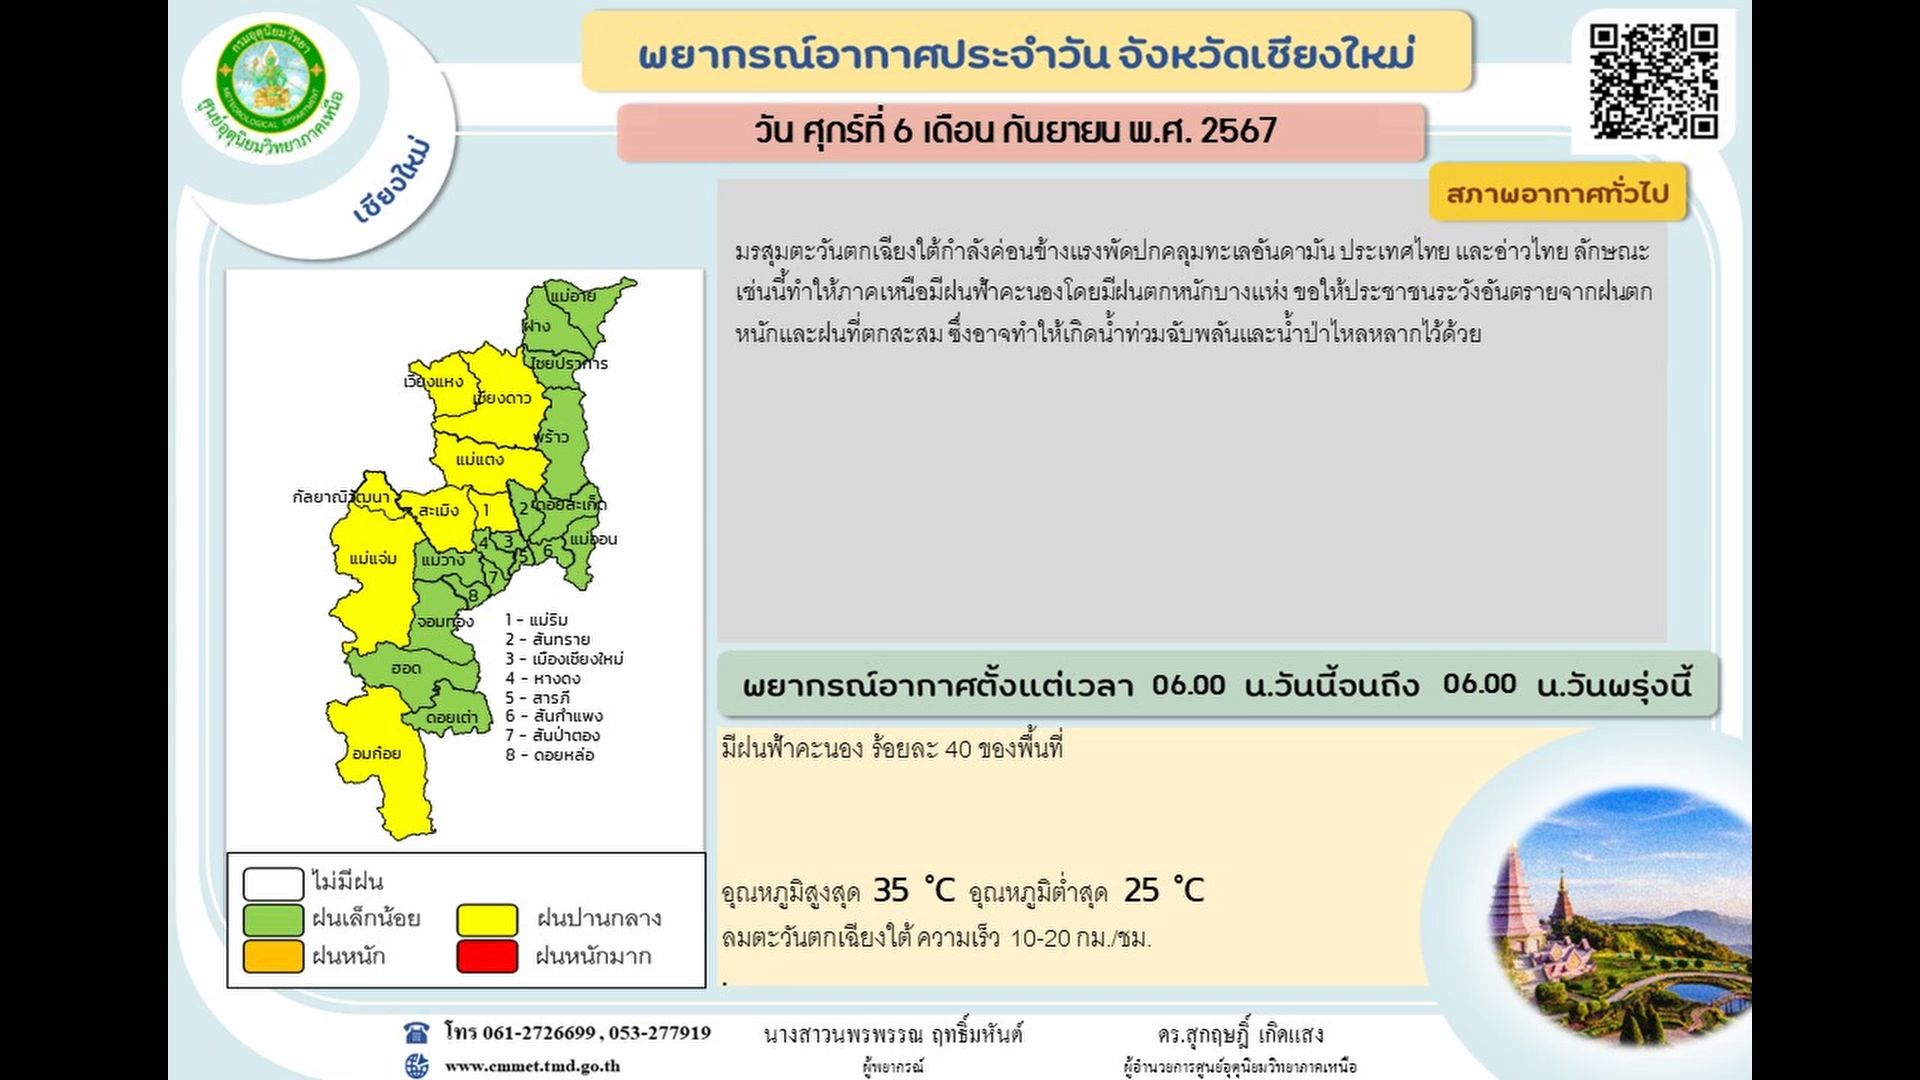 กรมอุตุนิยมวิทยา
METEOROLOGICAL DEPARTMENT
ศูนย์อุตุนิยมวิทยาภาคเหนือ
เชียงใหม่
พยากรณ์อากาศประจำวัน จังหวัดเชียงใหม่
วัน ศุกร์ที่ 6 เดือน กันยายน พ.ศ. 2567
สภาพอากาศทั่วไป
มรสุมตะวันตกเฉียงใต้กำลังค่อนข้างแรงพัดปกคลุมทะเลอันดามัน ประเทศไทย และอ่าวไทย ลักษณะ
เช่นนี้ทำให้ภาคเหนือมีฝนฟ้าคะนองโดยมีฝนตกหนักบางแห่ง ขอให้ประชาชนระวังอันตรายจากฝนตก
หนักและฝนที่ตกสะสม ซึ่งอาจทำให้เกิดน้ำท่วมฉับพลันและน้ำป่าไหลหลากไว้ด้วย
แม่อาย
ฝาง
ไชยปราการ
เวียงแหง
เชียงดาว
พร้าว
แม่แตง
กัลยาณิวัฒนา
สะเมิง
1
2
ดอยสะเก็ด
แม่ออน
4
3
5
6
แม่แจ่ม
แม่วาง
7
8
จอมทอง
ฮอด
ดอยเต่า
อมก๋อย
1 - แม่ริม
2 - สันทราย
3 - เมืองเชียงใหม่
4 - หางดง
5 - สารภี
6 - สันกำแพง
7 - สันป่าตอง
8 - ดอยหล่อ
ไม่มีฝน
ฝนเล็กน้อย
ฝนปานกลาง
ฝนหนัก
ฝนหนักมาก
พยากรณ์อากาศตั้งแต่เวลา 06.00 น.วันนี้จนถึง 06.00 น.วันพรุ่งนี้
มีฝนฟ้าคะนอง ร้อยละ 40 ของพื้นที่
อุณหภูมิสูงสุด 35 °C อุณหภูมิต่ำสุด 25 °C
ลมตะวันตกเฉียงใต้ ความเร็ว 10-20 กม./ชม.
.
โทร 061-2726699 , 053-277919
www.cmmet.tmd.go.th
นางสาวนพรพรรณ ฤทธิ์มหันต์
ผู้พยากรณ์
ดร.สุกฤษฎิ์ เกิดแสง
ผู้อำนวยการศูนย์อุตุนิยมวิทยาภาคเหนือ